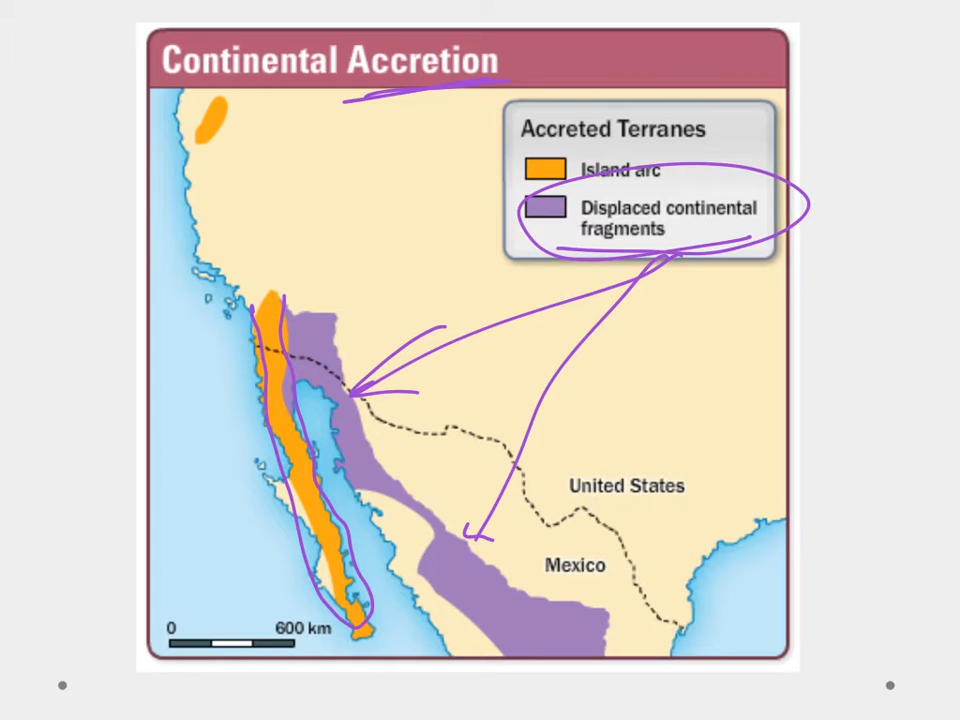 Continental Accretion
Accreted Terranes
Island arc
Displaced continental
fragments
United States
Mexico
0 600 km